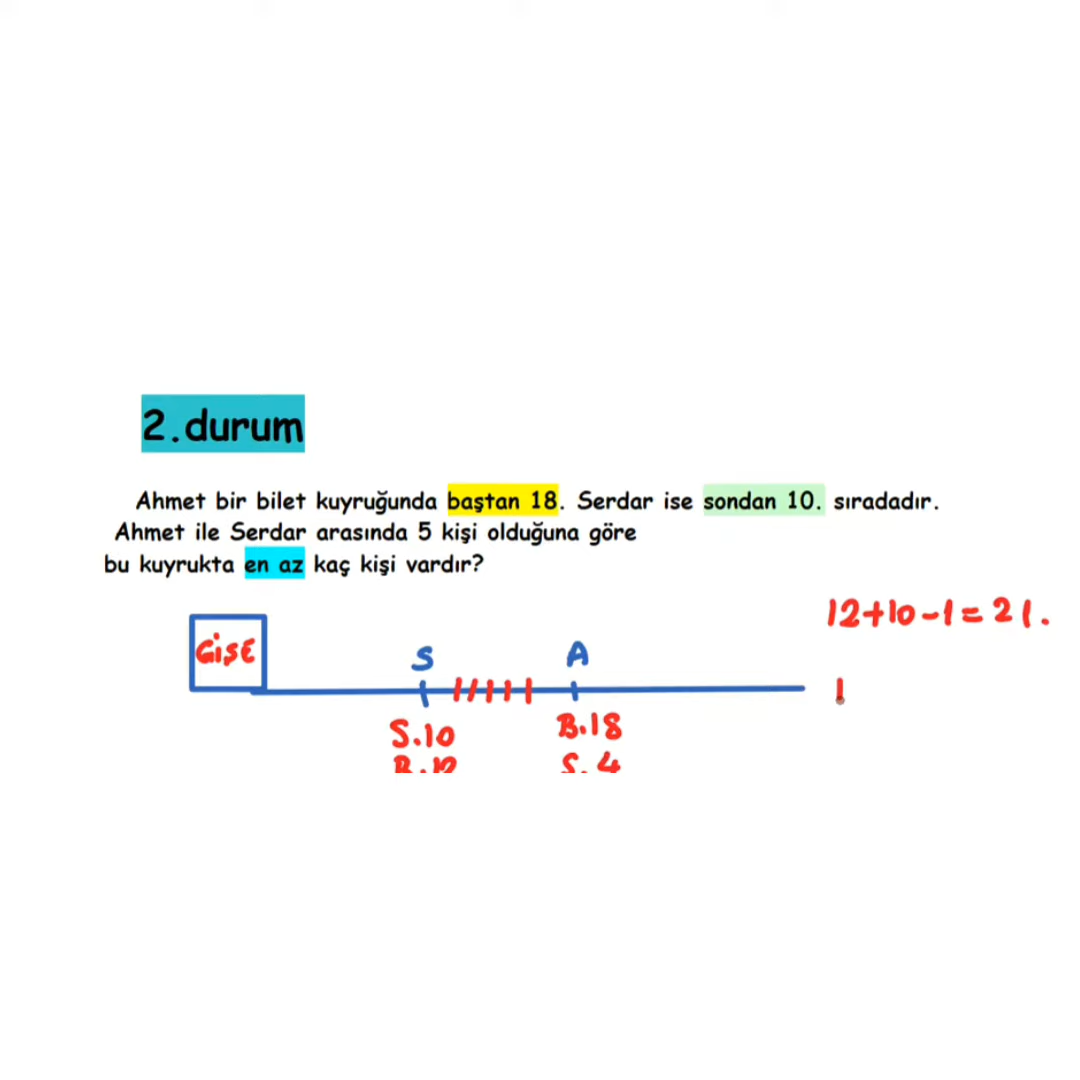 2.durum
Ahmet bir bilet kuyruğunda baştan 18. Serdar ise sondan 10. sıradadır.
Ahmet ile Serdar arasında 5 kişi olduğuna göre
bu kuyrukta en az kaç kişi vardır?
12+10-1=21.
GİŞE
S A
S.10 B.18
B.12 S.4